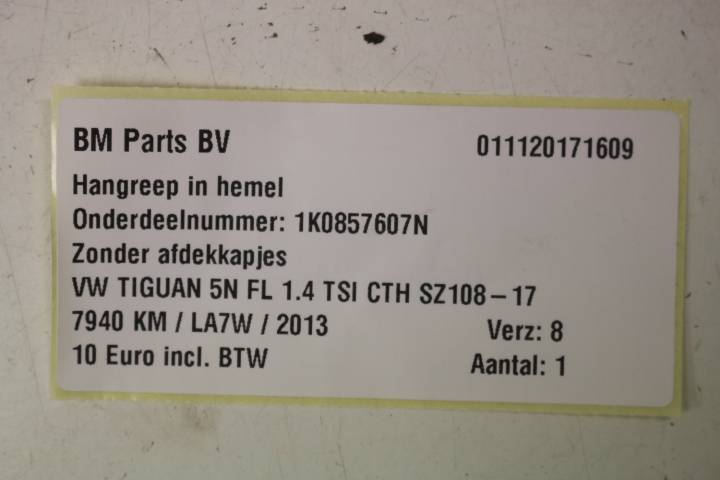 BM Parts BV 011120171609
Hangreep in hemel
Onderdeelnummer: 1K0857607N
Zonder afdekkapjes
VW TIGUAN 5N FL 1.4 TSI CTH SZ108-17
7940 KM / LA7W / 2013 Verz: 8
10 Euro incl. BTW Aantal: 1